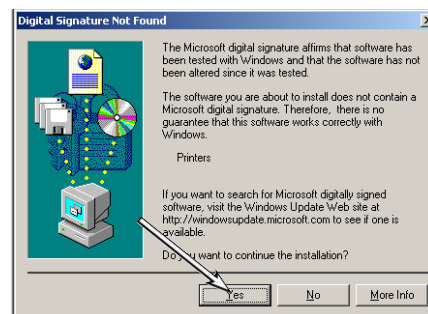 Digital Signature Not Found
The Microsoft digital signature affirms that software has
been tested with Windows and that the software has not
been altered since it was tested.
The software you are about to install does not contain a
Microsoft digital signature. Therefore, there is no
guarantee that this software works correctly with
Windows.
Printers
If you want to search for Microsoft digitally signed
software, visit the Windows Update Web site at
http://windowsupdate.microsoft.com to see if one is
available.
Do you want to continue the installation?
Yes No More Info